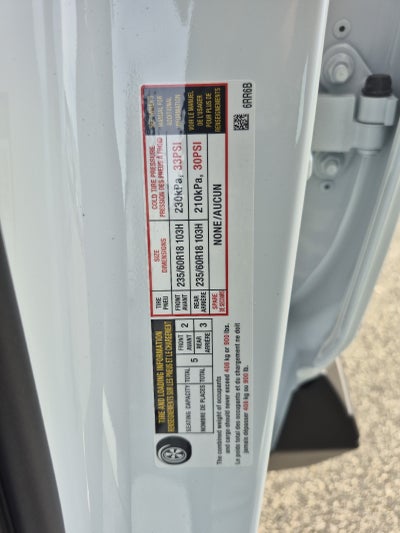 TIRE AND LOADING INFORMATION
RENSEIGNEMENTS SUR LES PNEUS ET LE CHARGEMENT
SEATING CAPACITY TOTAL 5 FRONT AVANT 2
NOMBRE DE PLACES TOTAL REAR ARRIÈRE 3
The combined weight of occupants
and cargo should never exceed 408 kg or 900 lbs.
Le poids total des occupants et du chargement ne doit
jamais dépasser 408 kg ou 900 lb.
TIRE PNEU
SIZE DIMENSIONS
COLD TIRE PRESSURE
PRESSION DES PNEUS À FROID
FRONT AVANT 235/60R18 103H 230kPa, 33PSI
REAR ARRIÈRE 235/60R18 103H 210kPa, 30PSI
SPARE DE SECOURS NONE/AUCUN
MANUAL FOR
ADDITIONAL
INFORMATION
VOIR LE MANUEL
DE L'USAGER
POUR PLUS DE
RENSEIGNEMENTS
6RR6B